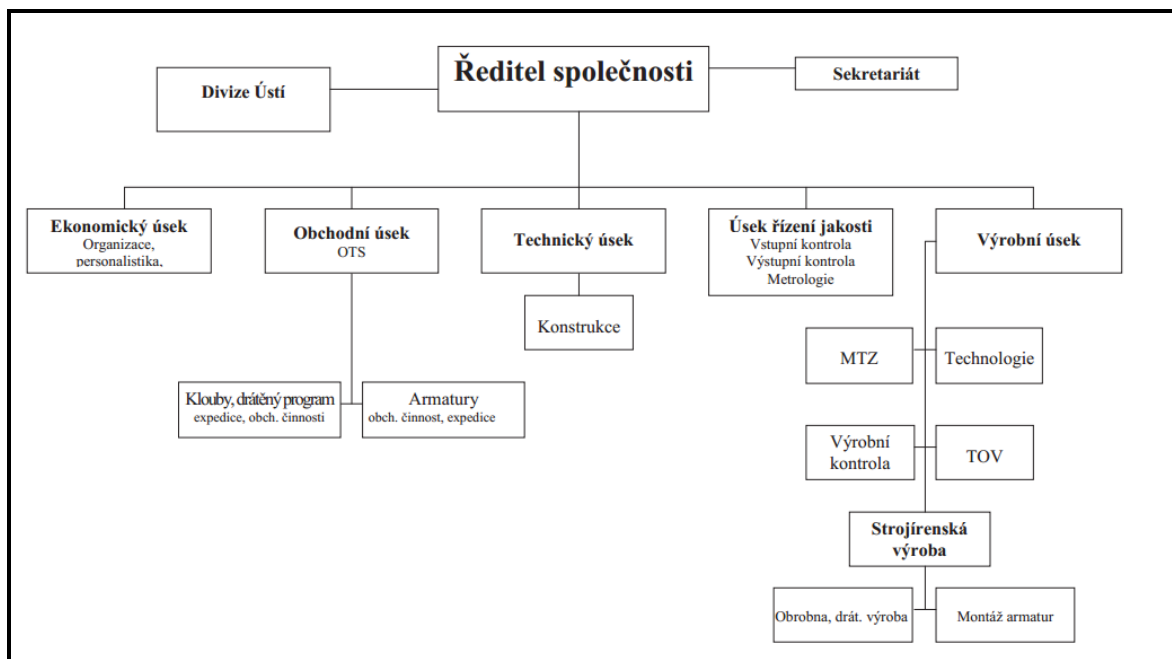 Ředitel společnosti
Divize Ústí
Sekretariát
Ekonomický úsek
Organizace,
personalistika,
Obchodní úsek
OTS
Technický úsek
Úsek řízení jakosti
Vstupní kontrola
Výstupní kontrola
Metrologie
Výrobní úsek
Konstrukce
MTZ
Technologie
Klouby, drátěný program
expedice, obch. činnosti
Armatury
obch. činnost, expedice
Výrobní
kontrola
TOV
Strojírenská
výroba
Obrobna, drát. výroba
Montáž armatur